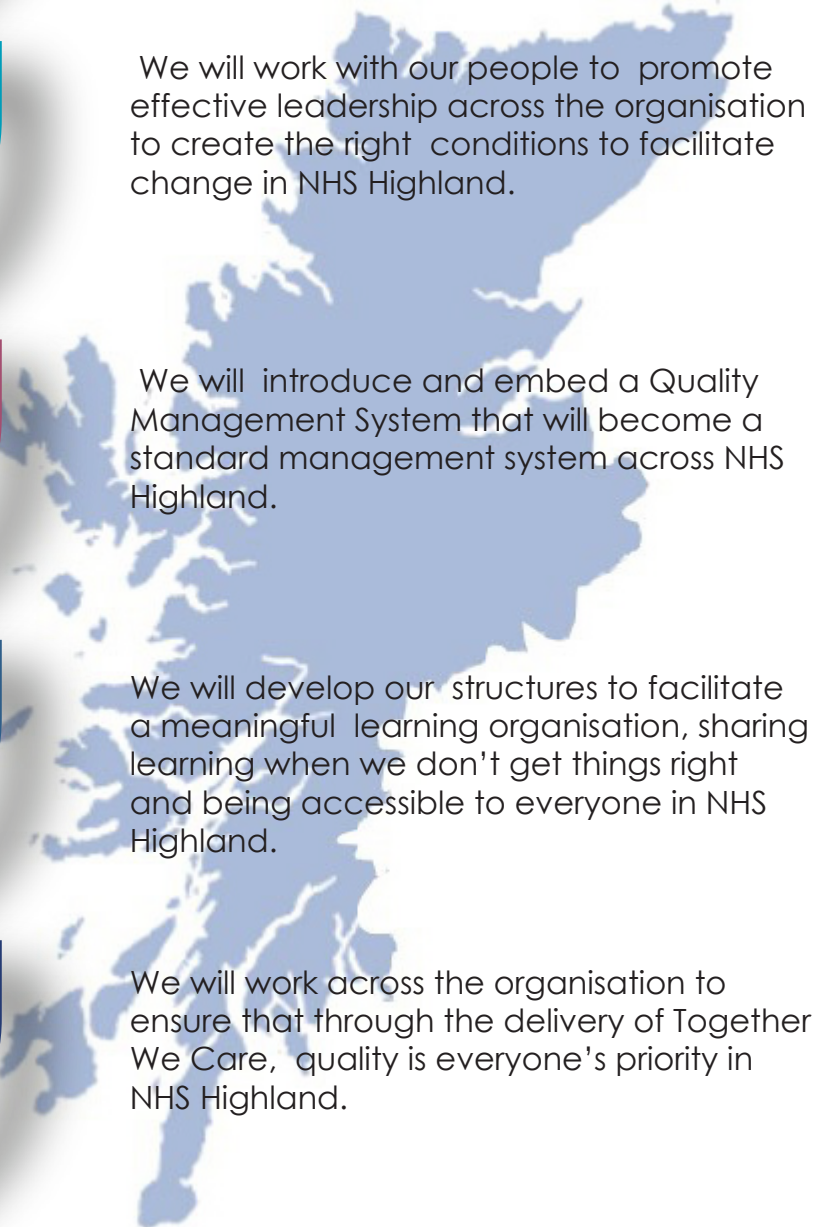 We will work with our people to promote
effective leadership across the organisation
to create the right conditions to facilitate
change in NHS Highland.
We will introduce and embed a Quality
Management System that will become a
standard management system across NHS
Highland.
We will develop our structures to facilitate
a meaningful learning organisation, sharing
learning when we don’t get things right
and being accessible to everyone in NHS
Highland.
We will work across the organisation to
ensure that through the delivery of Together
We Care, quality is everyone’s priority in
NHS Highland.